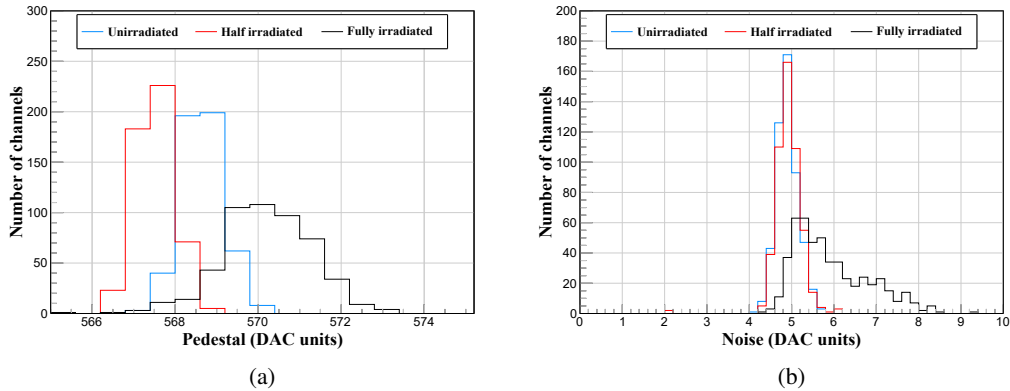 Unirradiated Half irradiated Fully irradiated
Number of channels
300
250
200
150
100
50
0
566 568 570 572 574
Pedestal (DAC units)
(a)
Unirradiated Half irradiated Fully irradiated
Number of channels
200
180
160
140
120
100
80
60
40
20
0
0 1 2 3 4 5 6 7 8 9 10
Noise (DAC units)
(b)